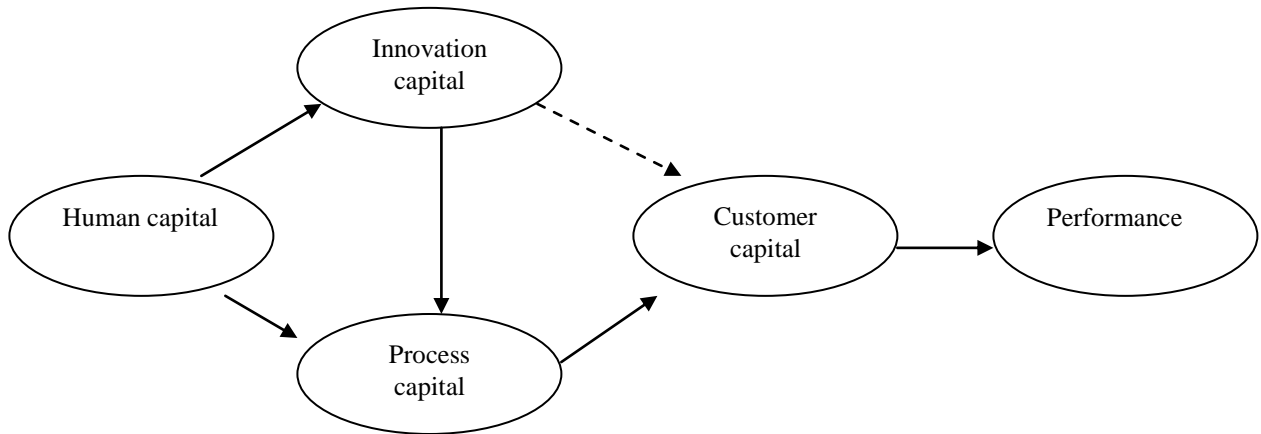 Innovation
capital
Human capital
Customer
capital
Performance
Process
capital